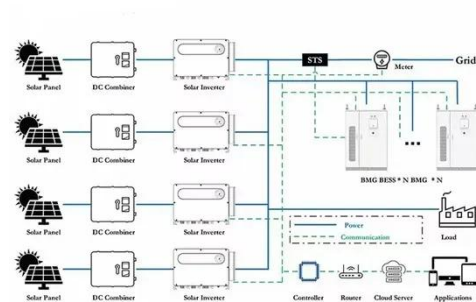 STS
Meter
Grid
Solar Panel DC Combiner Solar Inverter
Solar Panel DC Combiner Solar Inverter
BMG BESS * N BMG * N
Solar Panel DC Combiner Solar Inverter
Power
Communication
Load
Solar Panel DC Combiner Solar Inverter
Controller Router Cloud Server Applications